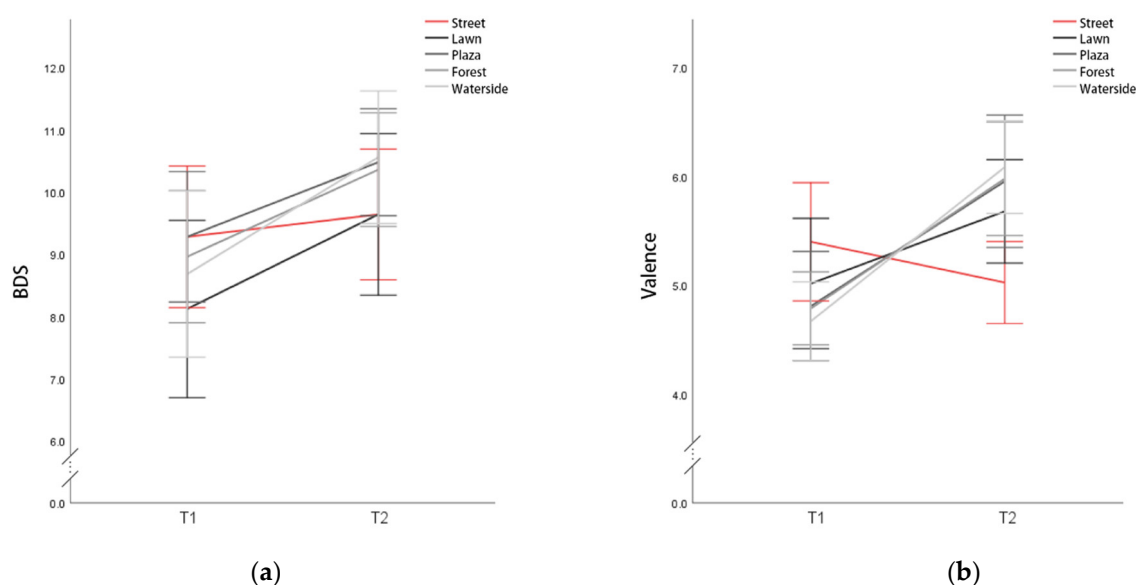 Street
Lawn
Plaza
Forest
Waterside
12.0
11.0
10.0
9.0
8.0
7.0
6.0
0.0
BDS
T1
T2
(a)
Street
Lawn
Plaza
Forest
Waterside
7.0
6.0
5.0
4.0
0.0
Valence
T1
T2
(b)